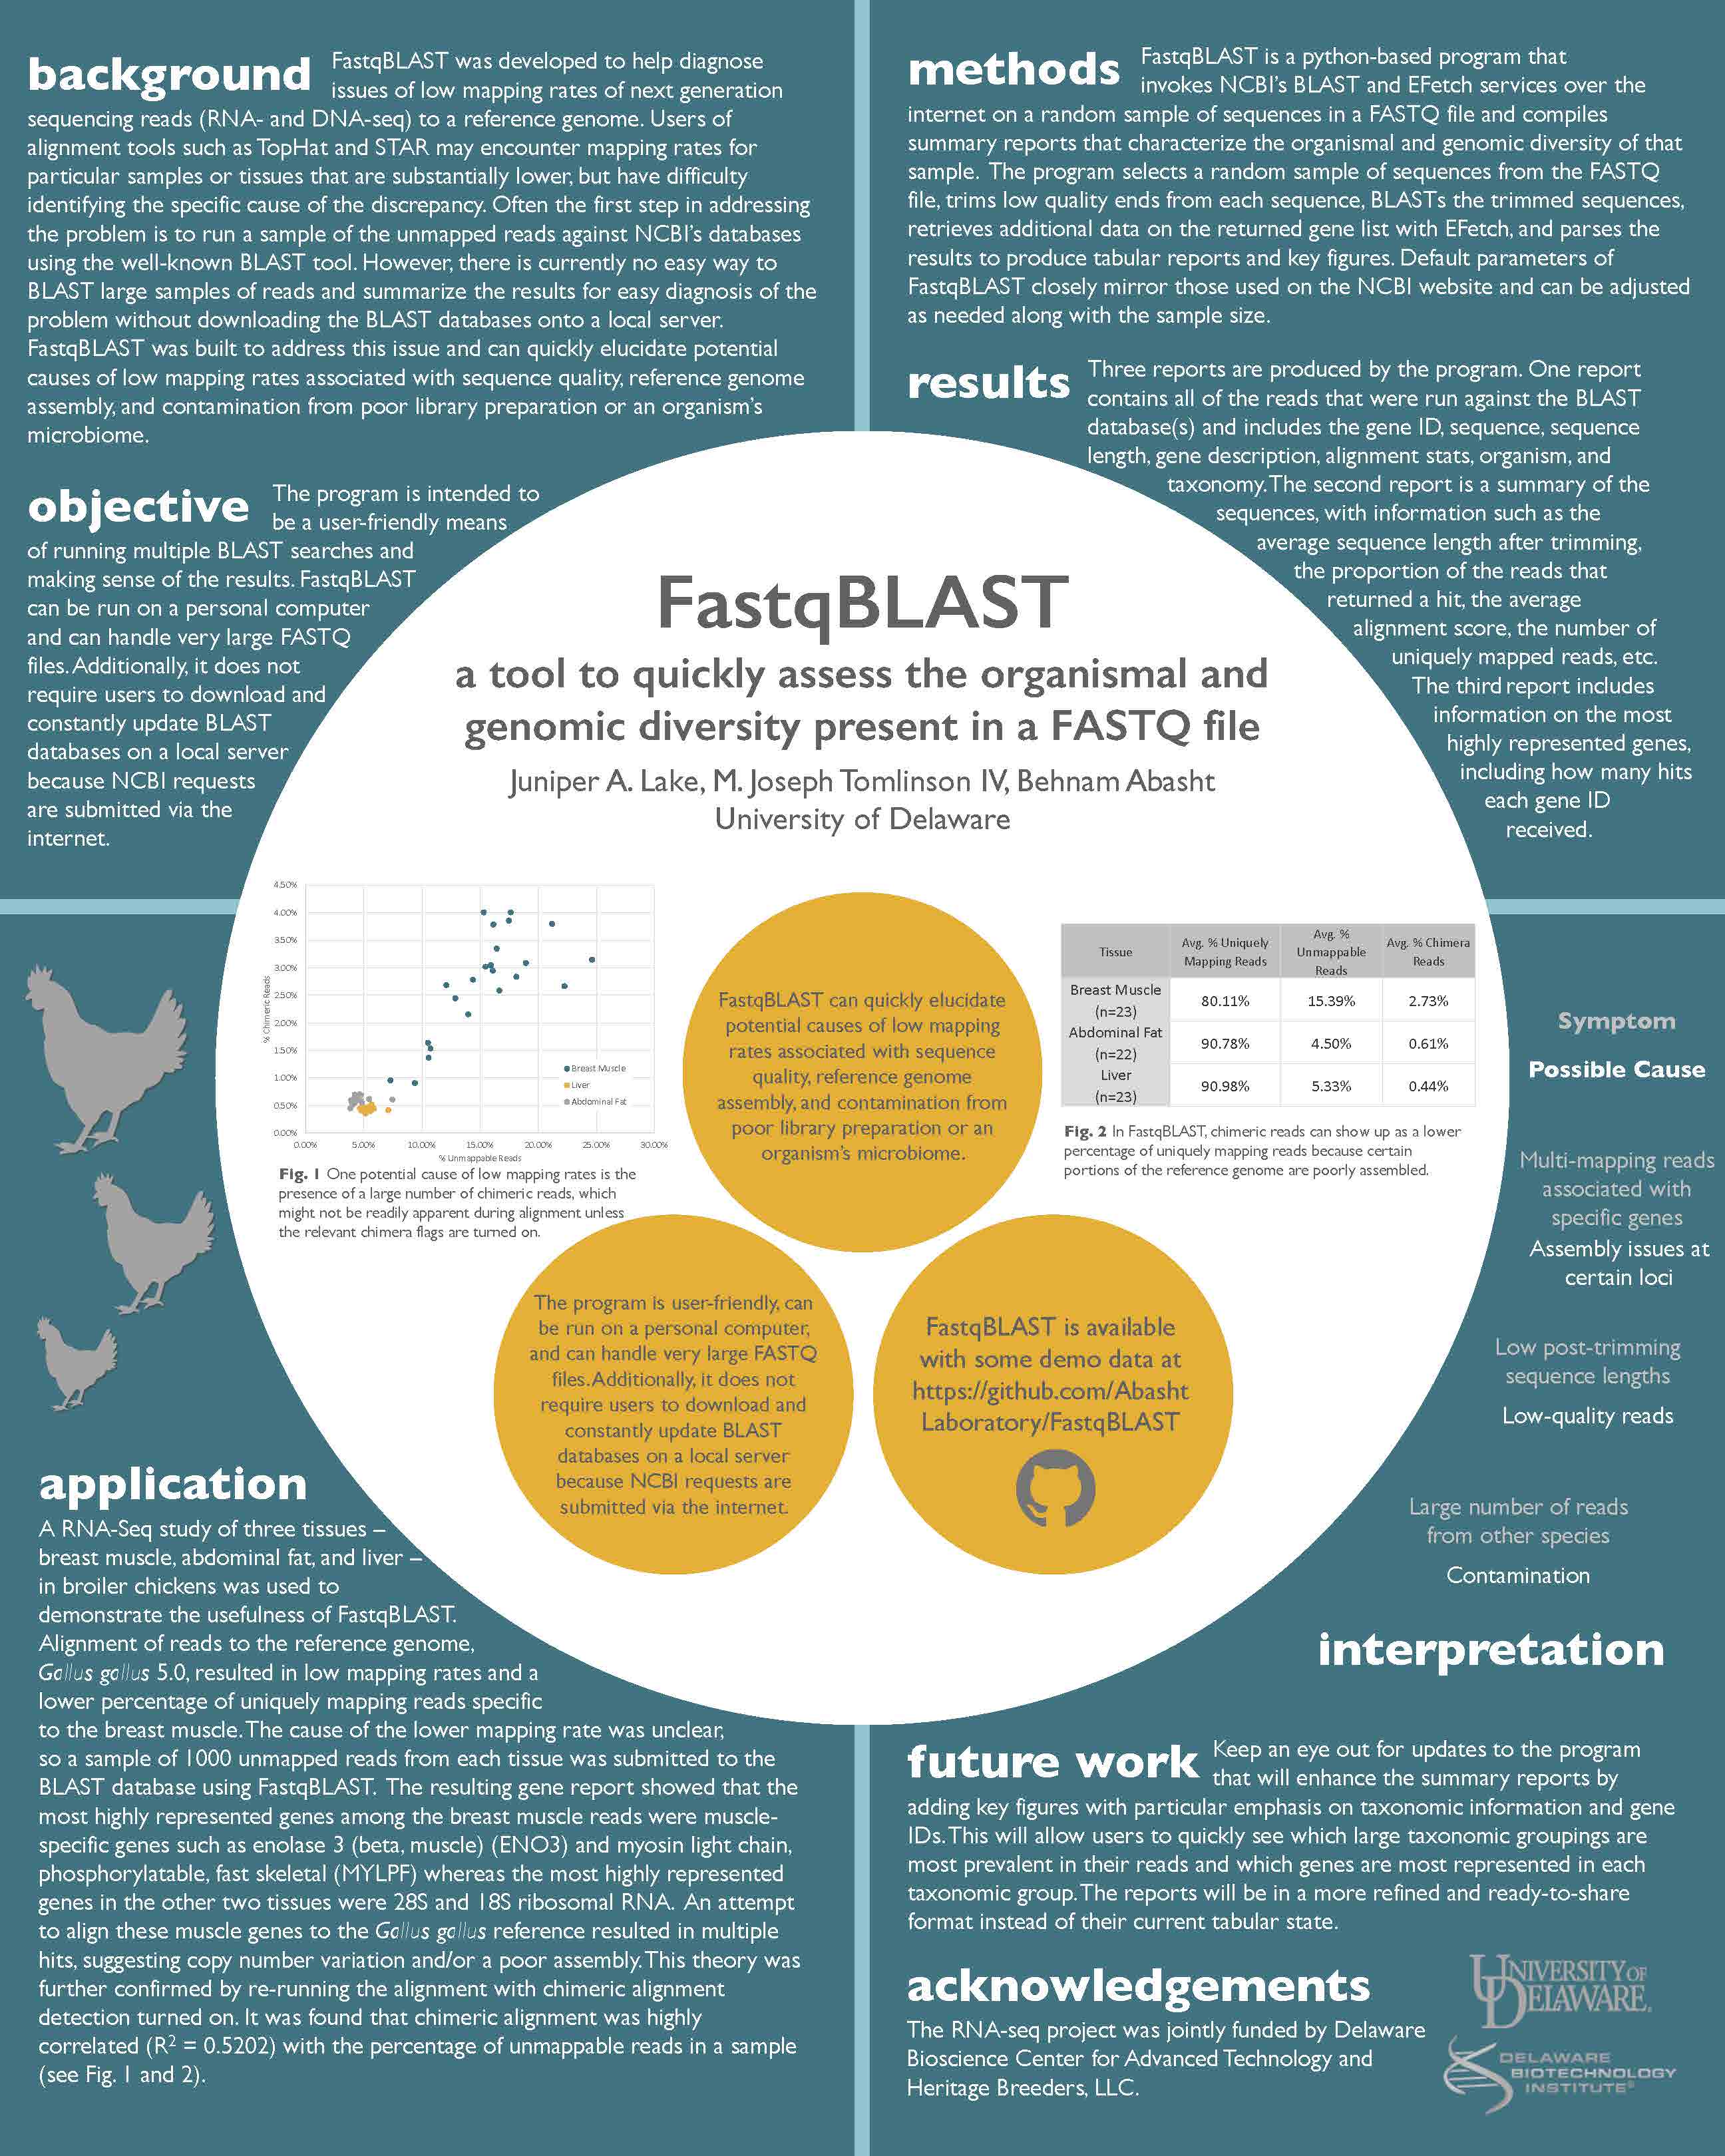 background
FastqBLAST was developed to help diagnose
issues of low mapping rates of next generation
sequencing reads (RNA- and DNA-seq) to a reference genome. Users of
alignment tools such as TopHat and STAR may encounter mapping rates for
particular samples or tissues that are substantially lower, but have difficulty
identifying the specific cause of the discrepancy. Often the first step in addressing
the problem is to run a sample of the unmapped reads against NCBI's databases
using the well-known BLAST tool. However, there is currently no easy way to
BLAST large samples of reads and summarize the results for easy diagnosis of the
problem without downloading the BLAST databases onto a local server.
FastqBLAST was built to address this issue and can quickly elucidate potential
causes of low mapping rates associated with sequence quality, reference genome
assembly, and contamination from poor library preparation or an organism's
microbiome.
objective
The program is intended to
be a user-friendly means
of running multiple BLAST searches and
making sense of the results. FastqBLAST
can be run on a personal computer
and can handle very large FASTQ
files. Additionally, it does not
require users to download and
constantly update BLAST
databases on a local server
because NCBI requests
are submitted via the
internet.
methods
FastqBLAST is a python-based program that
invokes NCBI's BLAST and EFetch services over the
internet on a random sample of sequences in a FASTQ file and compiles
summary reports that characterize the organismal and genomic diversity of that
sample. The program selects a random sample of sequences from the FASTQ
file, trims low quality ends from each sequence, BLASTs the trimmed sequences,
retrieves additional data on the returned gene list with EFetch, and parses the
results to produce tabular reports and key figures. Default parameters of
FastqBLAST closely mirror those used on the NCBI website and can be adjusted
as needed along with the sample size.
results
Three reports are produced by the program. One report
contains all of the reads that were run against the BLAST
database(s) and includes the gene ID, sequence, sequence
length, gene description, alignment stats, organism, and
taxonomy. The second report is a summary of the
sequences, with information such as the
average sequence length after trimming,
the proportion of the reads that
returned a hit, the average
alignment score, the number of
uniquely mapped reads, etc.
The third report includes
information on the most
highly represented genes,
including how many hits
each gene ID
received.
FastqBLAST
a tool to quickly assess the organismal and
genomic diversity present in a FASTQ file
Juniper A. Lake, M. Joseph Tomlinson IV, Behnam Abasht
University of Delaware
4.50%
4.00%
3.50%
3.00%
2.50%
2.00%
1.50%
1.00%
0.50%
0.00%
% Chimeric Reads
0.00% 5.00% 10.00% 15.00% 20.00% 25.00% 30.00%
% Unmappable Reads
Breast Muscle
Liver
Abdominal Fat
Fig. 1 One potential cause of low mapping rates is the
presence of a large number of chimeric reads, which
might not be readily apparent during alignment unless
the relevant chimera flags are turned on.
FastqBLAST can quickly elucidate
potential causes of low mapping
rates associated with sequence
quality, reference genome
assembly, and contamination from
poor library preparation or an
organism's microbiome.
Tissue
Avg. % Uniquely
Mapping Reads
Avg. %
Unmappable
Reads
Avg. % Chimera
Reads
Breast Muscle
(n=23)
80.11% 15.39% 2.73%
Abdominal Fat
(n=22)
90.78% 4.50% 0.61%
Liver
(n=23)
90.98% 5.33% 0.44%
Fig. 2 In FastqBLAST, chimeric reads can show up as a lower
percentage of uniquely mapping reads because certain
portions of the reference genome are poorly assembled.
The program is user-friendly, can
be run on a personal computer,
and can handle very large FASTQ
files. Additionally, it does not
require users to download and
constantly update BLAST
databases on a local server
because NCBI requests are
submitted via the internet.
FastqBLAST is available
with some demo data at
https://github.com/Abasht
Laboratory/FastqBLAST
Symptom
Possible Cause
Multi-mapping reads
associated with
specific genes
Assembly issues at
certain loci
Low post-trimming
sequence lengths
Low-quality reads
Large number of reads
from other species
Contamination
interpretation
application
A RNA-Seq study of three tissues –
breast muscle, abdominal fat, and liver –
in broiler chickens was used to
demonstrate the usefulness of FastqBLAST.
Alignment of reads to the reference genome,
Gallus gallus 5.0, resulted in low mapping rates and a
lower percentage of uniquely mapping reads specific
to the breast muscle. The cause of the lower mapping rate was unclear,
so a sample of 1000 unmapped reads from each tissue was submitted to the
BLAST database using FastqBLAST. The resulting gene report showed that the
most highly represented genes among the breast muscle reads were muscle-
specific genes such as enolase 3 (beta, muscle) (ENO3) and myosin light chain,
phosphorylatable, fast skeletal (MYLPF) whereas the most highly represented
genes in the other two tissues were 28S and 18S ribosomal RNA. An attempt
to align these muscle genes to the Gallus gallus reference resulted in multiple
hits, suggesting copy number variation and/or a poor assembly. This theory was
further confirmed by re-running the alignment with chimeric alignment
detection turned on. It was found that chimeric alignment was highly
correlated (R² = 0.5202) with the percentage of unmappable reads in a sample
(see Fig. 1 and 2).
future work
Keep an eye out for updates to the program
that will enhance the summary reports by
adding key figures with particular emphasis on taxonomic information and gene
IDs. This will allow users to quickly see which large taxonomic groupings are
most prevalent in their reads and which genes are most represented in each
taxonomic group. The reports will be in a more refined and ready-to-share
format instead of their current tabular state.
acknowledgements
The RNA-seq project was jointly funded by Delaware
Bioscience Center for Advanced Technology and
Heritage Breeders, LLC.
UNIVERSITY OF
DELAWARE.
DELAWARE
BIOTECHNOLOGY
INSTITUTE®